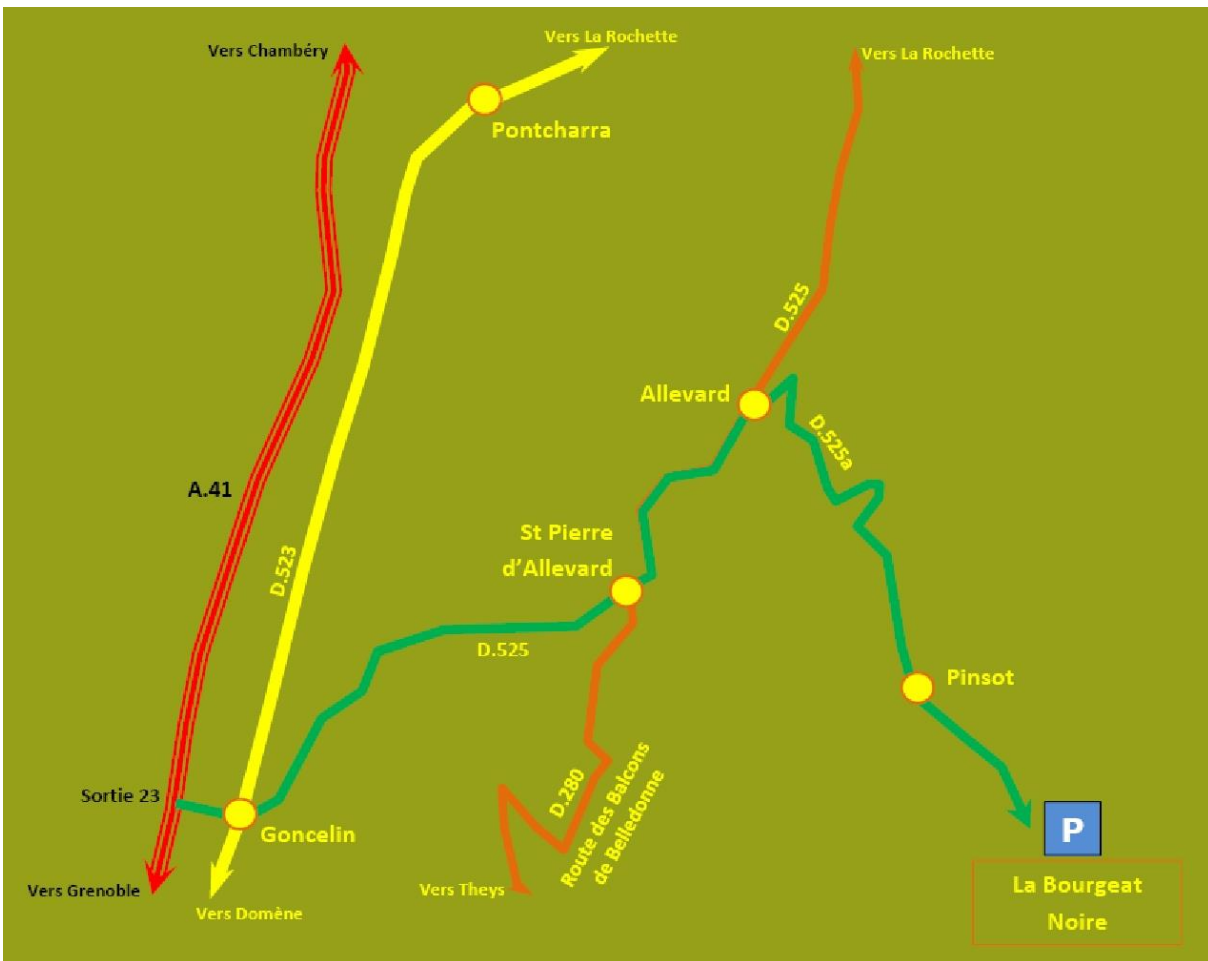 Vers La Rochette
Vers Chambéry
Vers La Rochette
Pontcharra
D.525
Allevard
D.525a
A.41
St Pierre
d’Allevard
D.523
D.525
Pinsot
D.280
Route des Balcons
de Belledonne
Sortie 23
Goncelin
P
Vers Grenoble
Vers Theys
La Bourgeat
Noire
Vers Domène